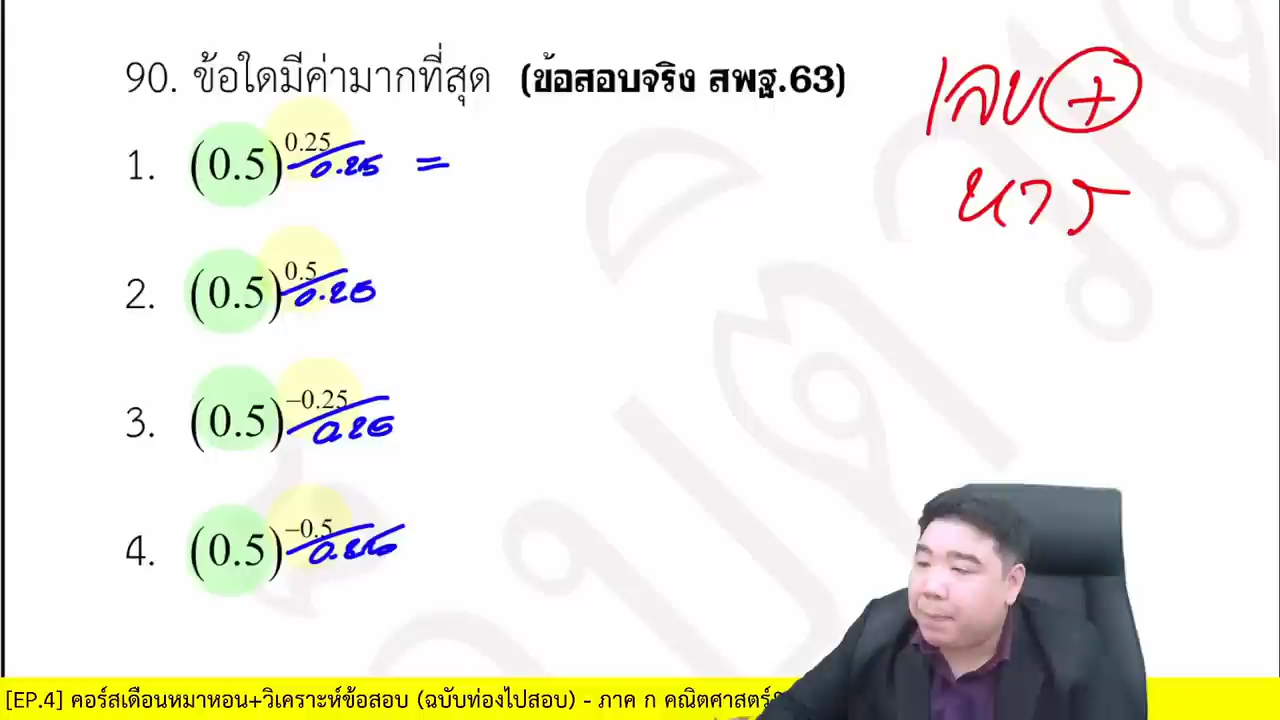 90. ข้อใดมีค่ามากที่สุด (ข้อสอบจริง สพฐ.63)
เลข +
หาร
1. (0.5)^0.25/0.25 =
2. (0.5)^0.5/0.25
3. (0.5)^−0.25/0.25
4. (0.5)^−0.5/0.25
[EP.4] คอร์สเดือนหมาหอน+วิเคราะห์ข้อสอบ (ฉบับท่องไปสอบ) - ภาค ก คณิตศาสตร์